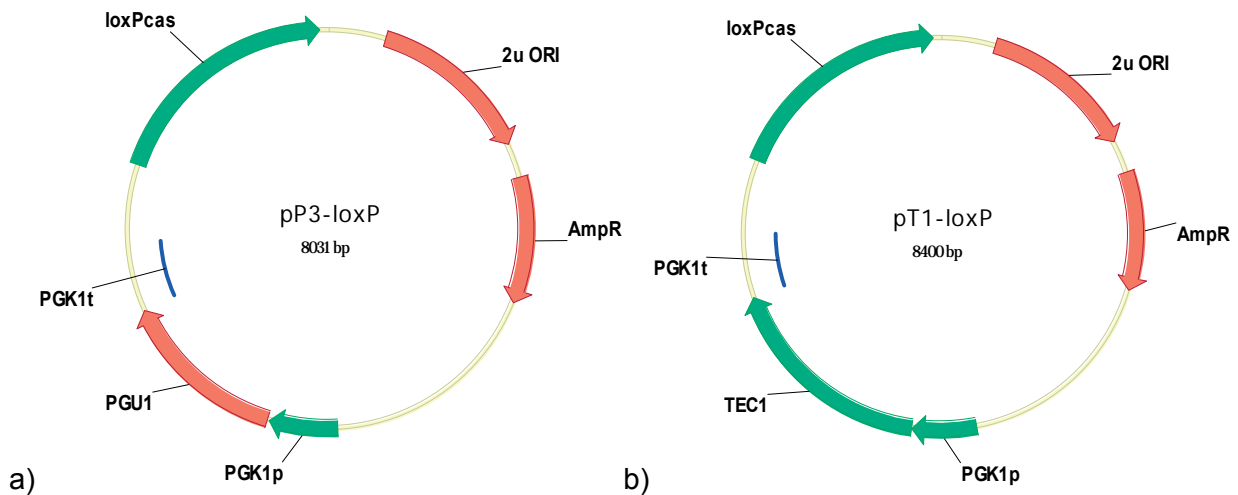 loxPcas
2u ORI
pP3-loxP
8031 bp
AmpR
PGK1t
PGU1
PGK1p
a)
loxPcas
2u ORI
pT1-loxP
8400 bp
AmpR
PGK1t
TEC1
PGK1p
b)